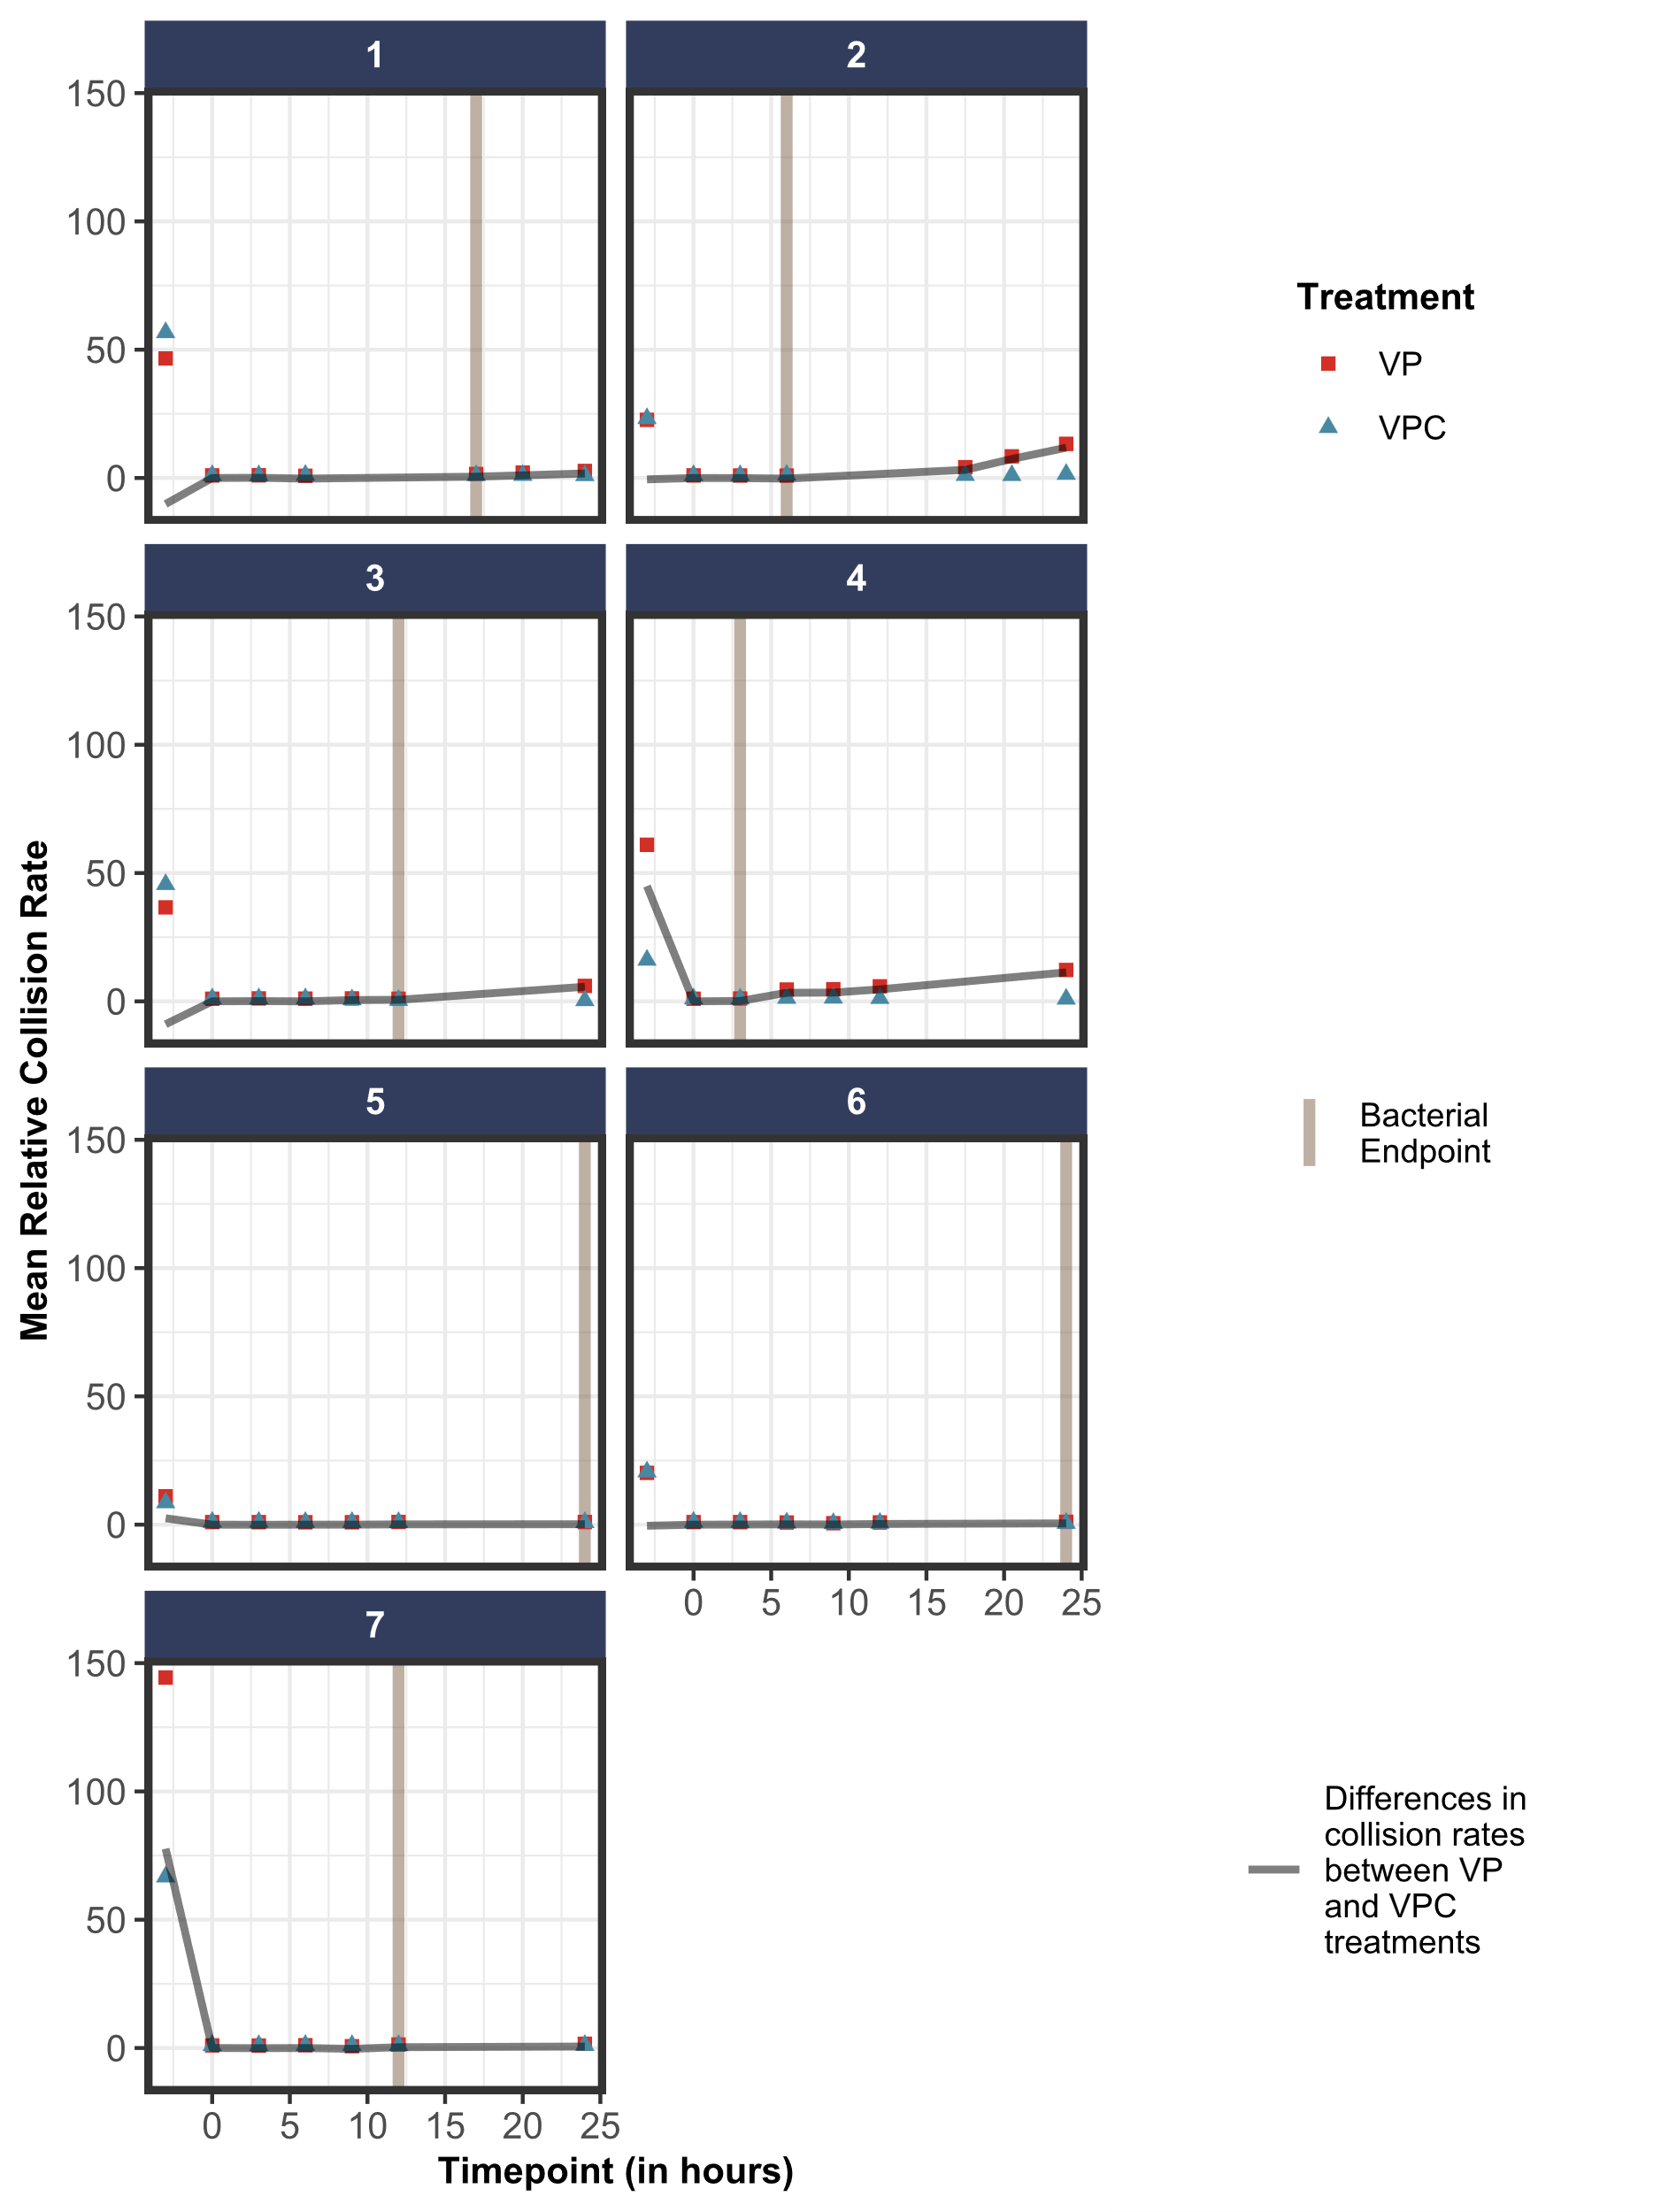 1
2
150
100
50
0
3
4
150
100
50
0
5
6
150
100
50
0
0 5 10 15 20 25
7
150
100
50
0
0 5 10 15 20 25
Timepoint (in hours)
Mean Relative Collision Rate
Treatment
VP
VPC
Bacterial
Endpoint
Differences in
collision rates
between VP
and VPC
treatments